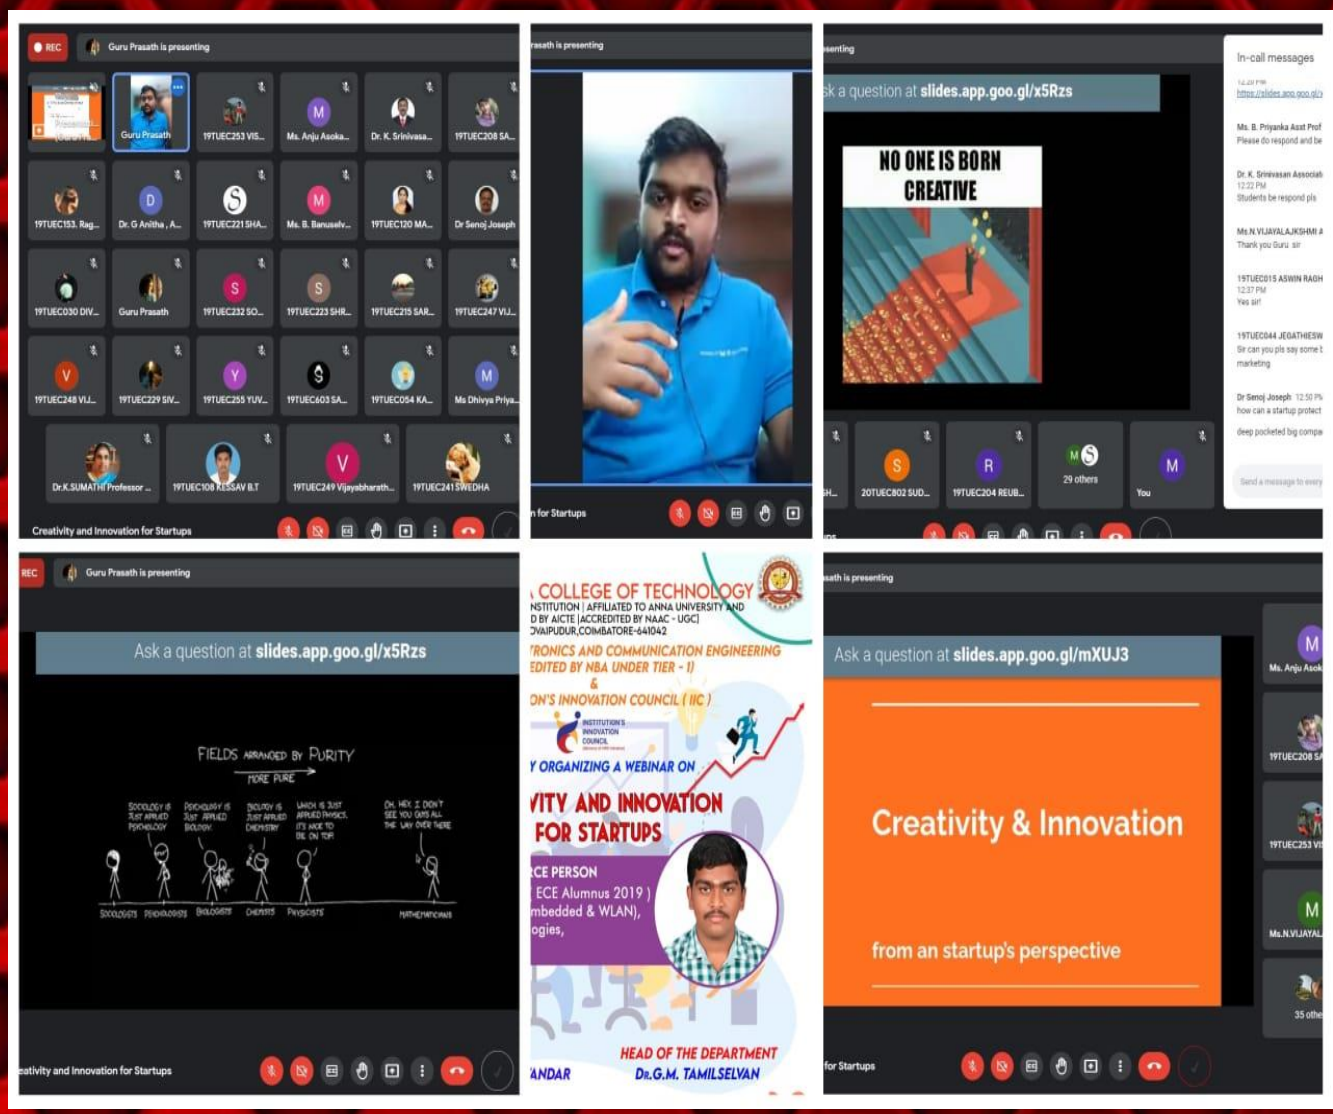 REC
Guru Prasath is presenting
Guru Prasath
19TUEC253 VIS...
Ms. Anju Asoka...
Dr. K. Srinivasa...
19TUEC208 SA...
19TUEC153. Rag...
Dr. G Anitha , A...
19TUEC221 SHA...
Ms. B. Banuselv...
19TUEC120 MA...
Dr Senoj Joseph
19TUEC030 DIV...
Guru Prasath
19TUEC232 SO...
19TUEC223 SHR...
19TUEC215 SAR...
19TUEC247 VIJ...
19TUEC248 VIJ...
19TUEC229 SIV...
19TUEC255 YUV...
19TUEC603 SA...
19TUEC054 KA...
Ms Dhivya Priya...
Dr.K.SUMATHI Professor ...
19TUEC108 KESSAV B.T
19TUEC249 Vijayabharath...
19TUEC241 SWEDHA
Creativity and Innovation for Startups
rasath is presenting
n for Startups
senting
sk a question at slides.app.goo.gl/x5Rzs
NO ONE IS BORN
CREATIVE
20TUEC802 SUD...
19TUEC204 REUB...
29 others
You
In-call messages
12:20 PM
https://slides.app.goo.gl/
Ms. B. Priyanka Asst Prof
Please do respond and be
Dr. K. Srinivasan Associat
12:22 PM
Students be respond pls
Ms.N.VIJAYALAJKSHMI A
Thank you Guru sir
19TUEC015 ASWIN RAGH
12:37 PM
Yes sir!
19TUEC044 JEGATHIESW
Sir can you pls say some b
marketing
Dr Senoj Joseph 12:50 PM
how can a startup protect
deep pocketed big compa
Send a message to every
REC
Guru Prasath is presenting
Ask a question at slides.app.goo.gl/x5Rzs
FIELDS ARRANGED BY PURITY
MORE PURE
SOCIOLOGY IS
JUST APPLIED
PSYCHOLOGY
PSYCHOLOGY IS
JUST APPLIED
BIOLOGY.
BIOLOGY IS
JUST APPLIED
CHEMISTRY
WHICH IS JUST
APPLIED PHYSICS.
IT'S NICE TO
BE ON TOP.
OH, HEY, I DIDN'T
SEE YOU GUYS ALL
THE WAY OVER THERE.
SOCIOLOGISTS
PSYCHOLOGISTS
BIOLOGISTS
CHEMISTS
PHYSICISTS
MATHEMATICIANS
eativity and Innovation for Startups
COLLEGE OF TECHNOLOGY
NSTITUTION | AFFILIATED TO ANNA UNIVERSITY AND
D BY AICTE |ACCREDITED BY NAAC - UGC|
OVAIPUDUR,COIMBATORE-641042
TRONICS AND COMMUNICATION ENGINEERING
EDITED BY NBA UNDER TIER - 1)
&
ON'S INNOVATION COUNCIL ( IIC )
INSTITUTION'S
INNOVATION
COUNCIL
Y ORGANIZING A WEBINAR ON
VITY AND INNOVATION
FOR STARTUPS
RCE PERSON
( ECE Alumnus 2019 )
mbedded & WLAN),
ogies,
HEAD OF THE DEPARTMENT
ANDAR
DR.G.M. TAMILSELVAN
asath is presenting
Ask a question at slides.app.goo.gl/mXUJ3
Creativity & Innovation
from an startup's perspective
Ms. Anju Asok
19TUEC208 SA
19TUEC253 VI
Ms.N.VIJAYAL
35 othe
for Startups